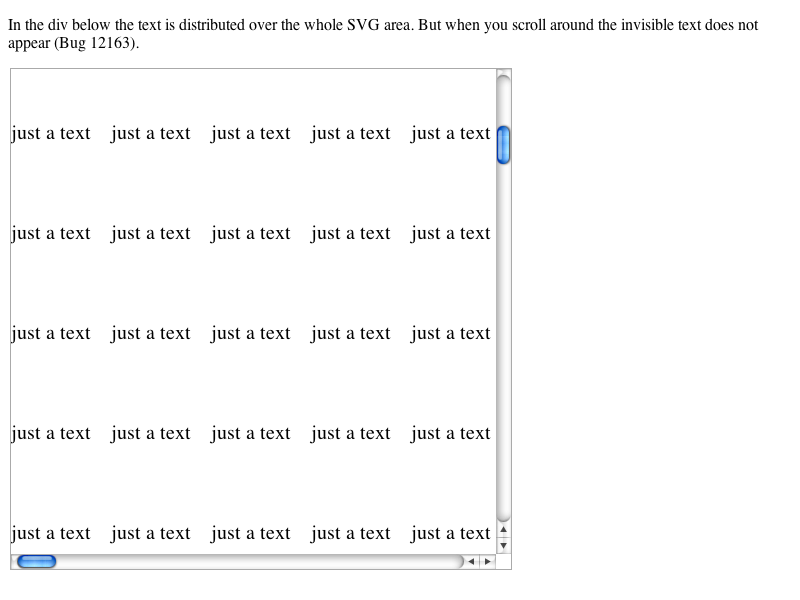 In the div below the text is distributed over the whole SVG area. But when you scroll around the invisible text does not
appear (Bug 12163).
just a text just a text just a text just a text just a text
just a text just a text just a text just a text just a text
just a text just a text just a text just a text just a text
just a text just a text just a text just a text just a text
just a text just a text just a text just a text just a text